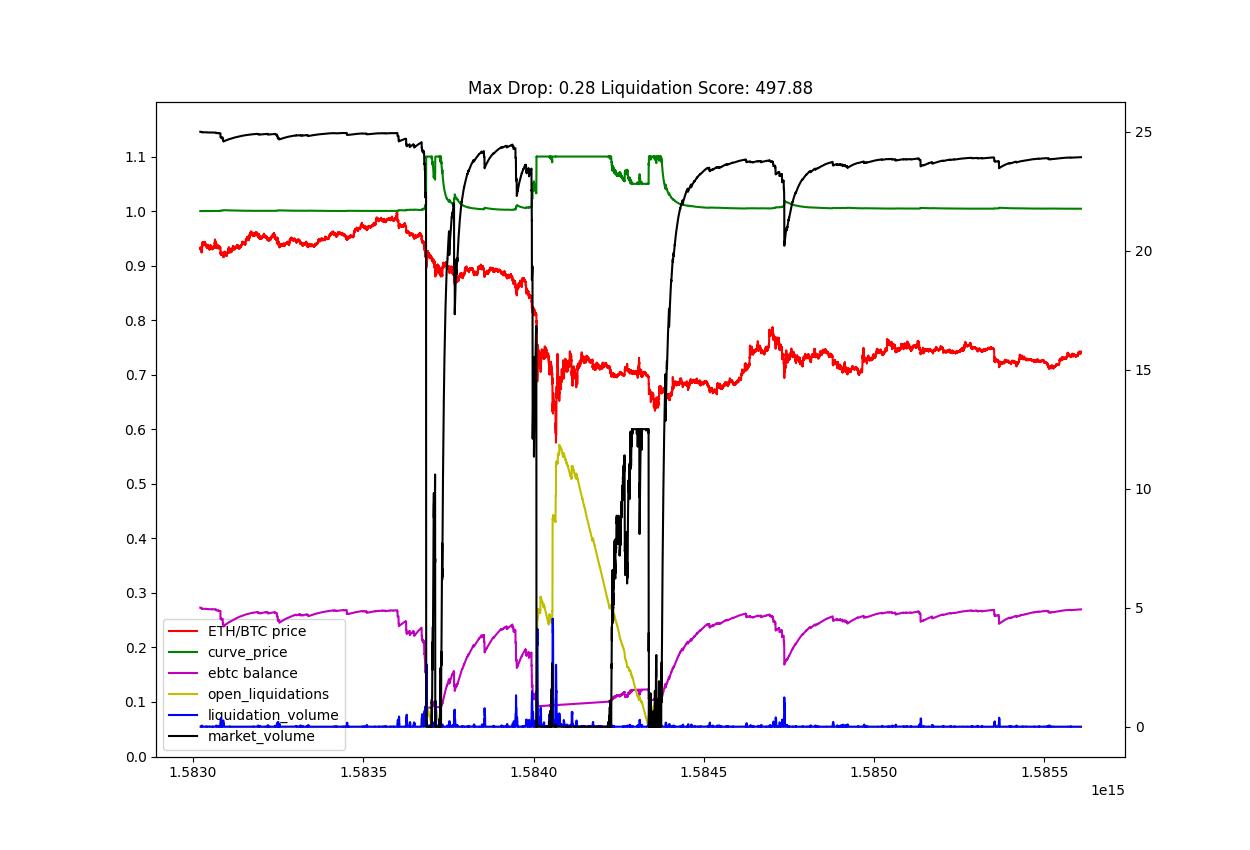 Max Drop: 0.28 Liquidation Score: 497.88
1.1
1.0
0.9
0.8
0.7
0.6
0.5
0.4
0.3
0.2
0.1
0.0
25
20
15
10
5
0
ETH/BTC price
curve_price
ebtc balance
open_liquidations
liquidation_volume
market_volume
1.5830 1.5835 1.5840 1.5845 1.5850 1.5855
1e15